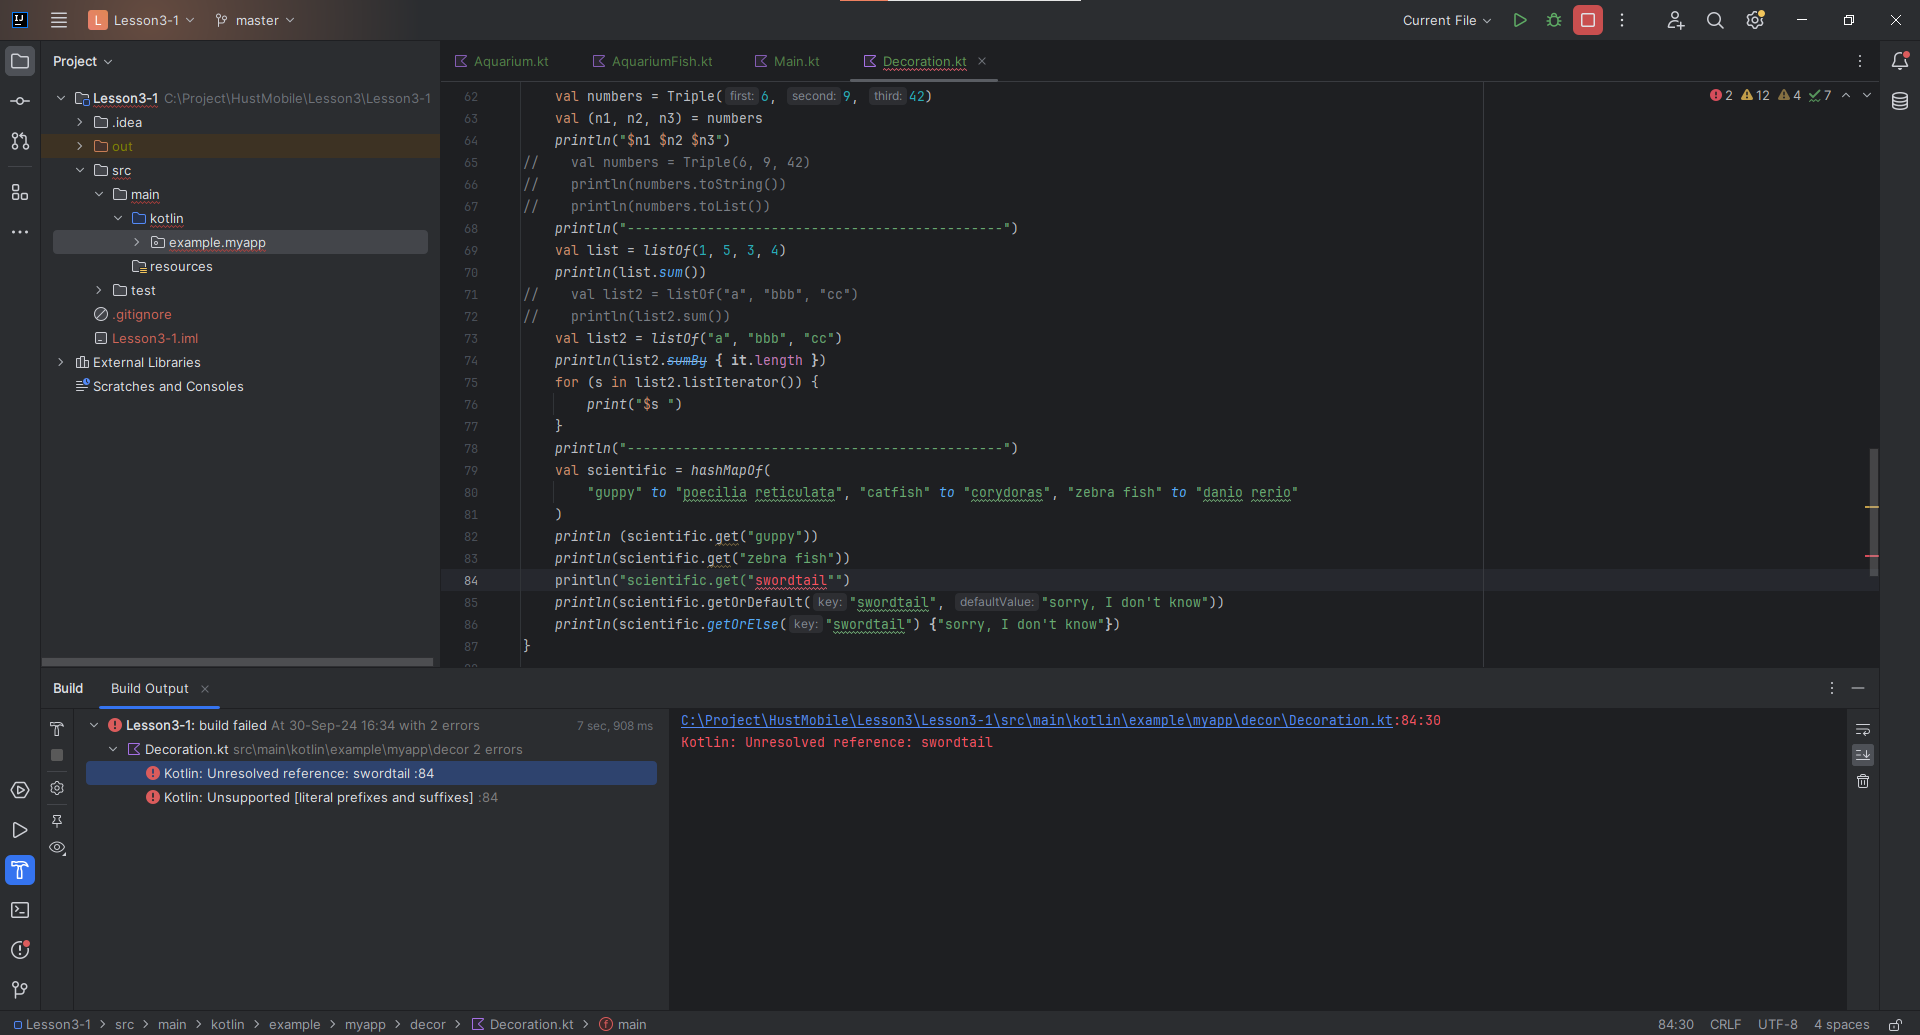 L Lesson3-1 master Current File
Project
Lesson3-1 C:\Project\HustMobile\Lesson3\Lesson3-1
.idea
out
src
main
kotlin
example.myapp
resources
test
.gitignore
Lesson3-1.iml
External Libraries
Scratches and Consoles
Aquarium.kt AquariumFish.kt Main.kt Decoration.kt
2 12 4 7
62 val numbers = Triple( first: 6, second: 9, third: 42)
63 val (n1, n2, n3) = numbers
64 println("$n1 $n2 $n3")
65 // val numbers = Triple(6, 9, 42)
66 // println(numbers.toString())
67 // println(numbers.toList())
68 println("-----------------------------------------------")
69 val list = listOf(1, 5, 3, 4)
70 println(list.sum())
71 // val list2 = listOf("a", "bbb", "cc")
72 // println(list2.sum())
73 val list2 = listOf("a", "bbb", "cc")
74 println(list2.sumBy { it.length })
75 for (s in list2.listIterator()) {
76 print("$s ")
77 }
78 println("-----------------------------------------------")
79 val scientific = hashMapOf(
80 "guppy" to "poecilia reticulata", "catfish" to "corydoras", "zebra fish" to "danio rerio"
81 )
82 println (scientific.get("guppy"))
83 println(scientific.get("zebra fish"))
84 println("scientific.get("swordtail"")
85 println(scientific.getOrDefault( key: "swordtail", defaultValue: "sorry, I don't know"))
86 println(scientific.getOrElse( key: "swordtail") {"sorry, I don't know"})
87 }
Build Build Output
Lesson3-1: build failed At 30-Sep-24 16:34 with 2 errors 7 sec, 908 ms
Decoration.kt src\main\kotlin\example\myapp\decor 2 errors
Kotlin: Unresolved reference: swordtail :84
Kotlin: Unsupported [literal prefixes and suffixes] :84
C:\Project\HustMobile\Lesson3\Lesson3-1\src\main\kotlin\example\myapp\decor\Decoration.kt:84:30
Kotlin: Unresolved reference: swordtail
Lesson3-1 > src > main > kotlin > example > myapp > decor > Decoration.kt > main 84:30 CRLF UTF-8 4 spaces